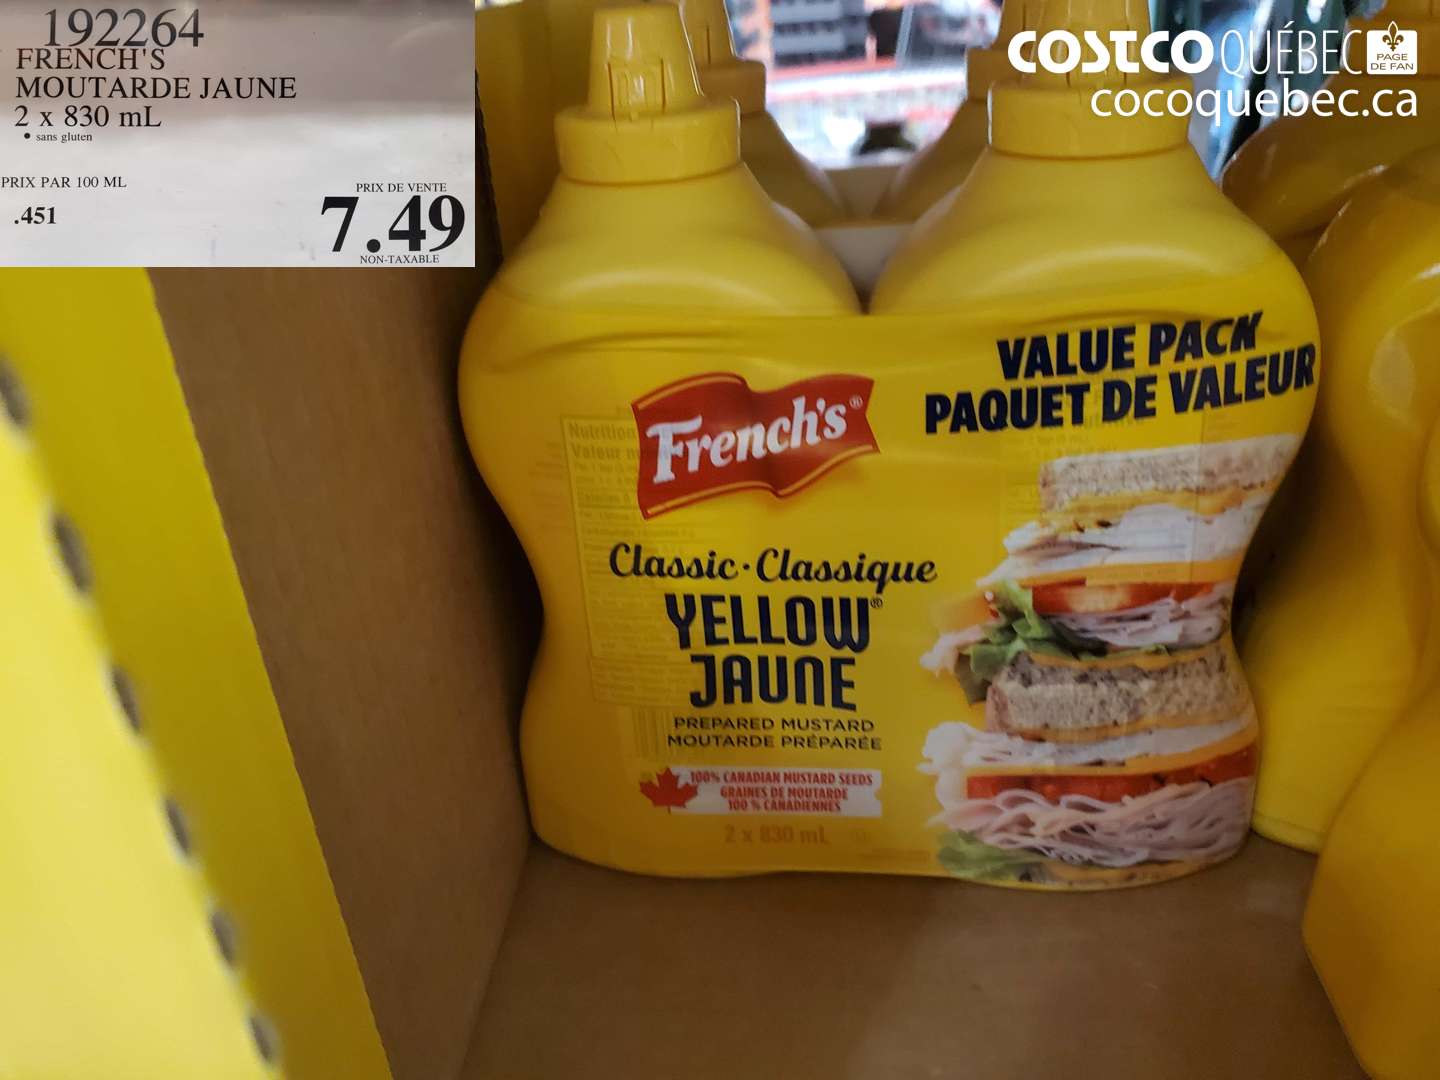 192264
FRENCH'S
MOUTARDE JAUNE
2 x 830 mL
• sans gluten
PRIX PAR 100 ML
.451
PRIX DE VENTE
7.49
NON-TAXABLE
COSTCO QUÉBEC
PAGE
DE FAN
cocoquebec.ca
VALUE PACK
PAQUET DE VALEUR
French's®
Nutrition
Valeur
Classic · Classique
YELLOW®
JAUNE
PREPARED MUSTARD
MOUTARDE PRÉPARÉE
100% CANADIAN MUSTARD SEEDS
GRAINES DE MOUTARDE
100 % CANADIENNES
2 x 830 mL